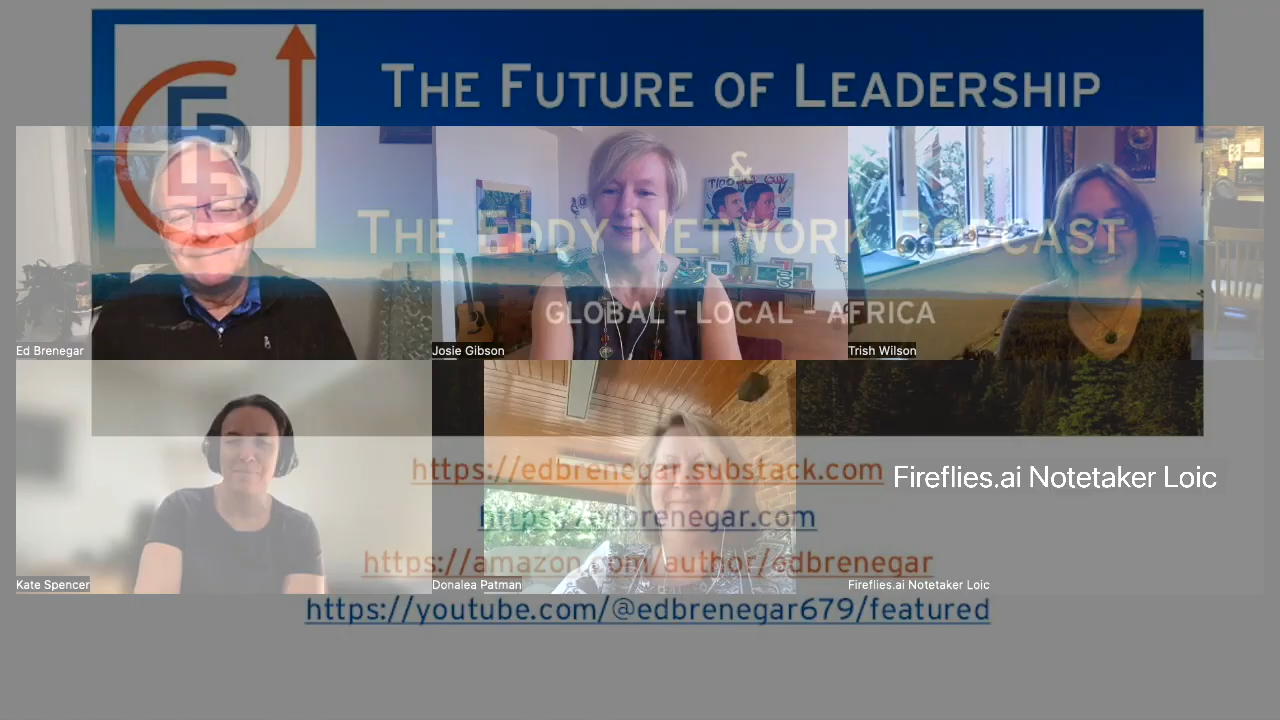 THE FUTURE OF LEADERSHIP
&
THE EDDY NETWORK PODCAST
GLOBAL – LOCAL – AFRICA
Ed Brenegar
Josie Gibson
Trish Wilson
https://edbrenegar.substack.com
Fireflies.ai Notetaker Loic
https://edbrenegar.com
https://amazon.com/author/edbrenegar
Kate Spencer
Donalea Patman
Fireflies.ai Notetaker Loic
https://youtube.com/@edbrenegar679/featured